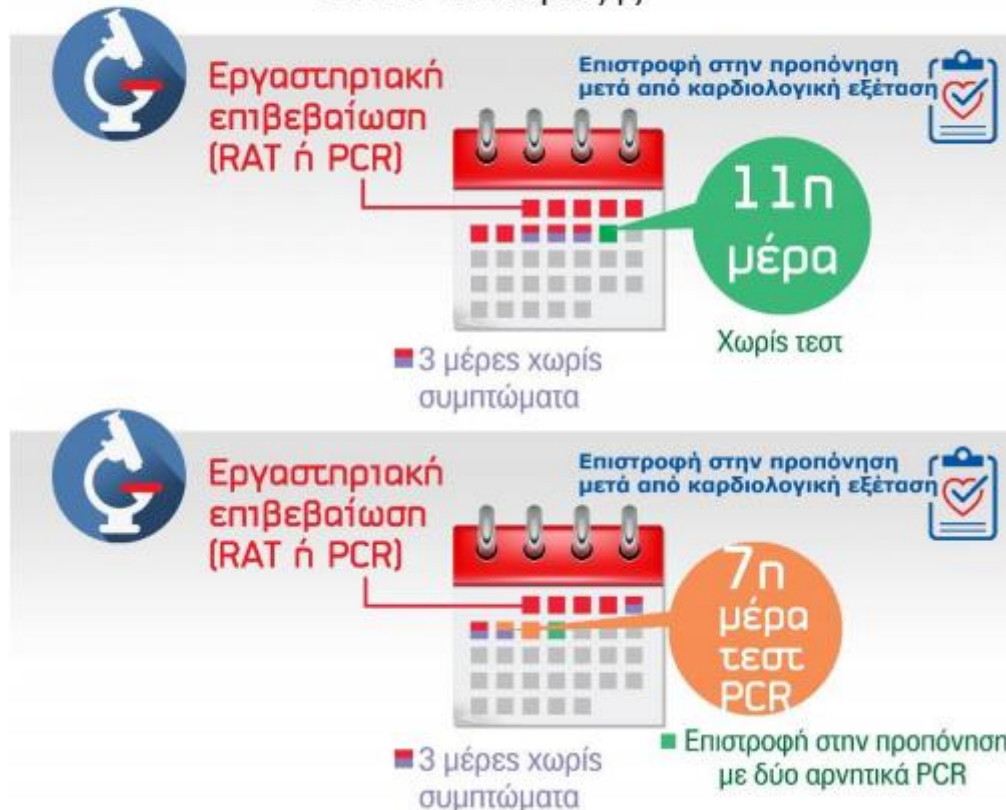 Εργαστηριακή
επιβεβαίωση
(RAT ή PCR)
Επιστροφή στην προπόνηση
μετά από καρδιολογική εξέταση
11η
μέρα
Χωρίς τεστ
3 μέρες χωρίς
συμπτώματα
Εργαστηριακή
επιβεβαίωση
(RAT ή PCR)
Επιστροφή στην προπόνηση
μετά από καρδιολογική εξέταση
7η
μέρα
τεστ
PCR
3 μέρες χωρίς
συμπτώματα
Επιστροφή στην προπόνηση
με δύο αρνητικά PCR